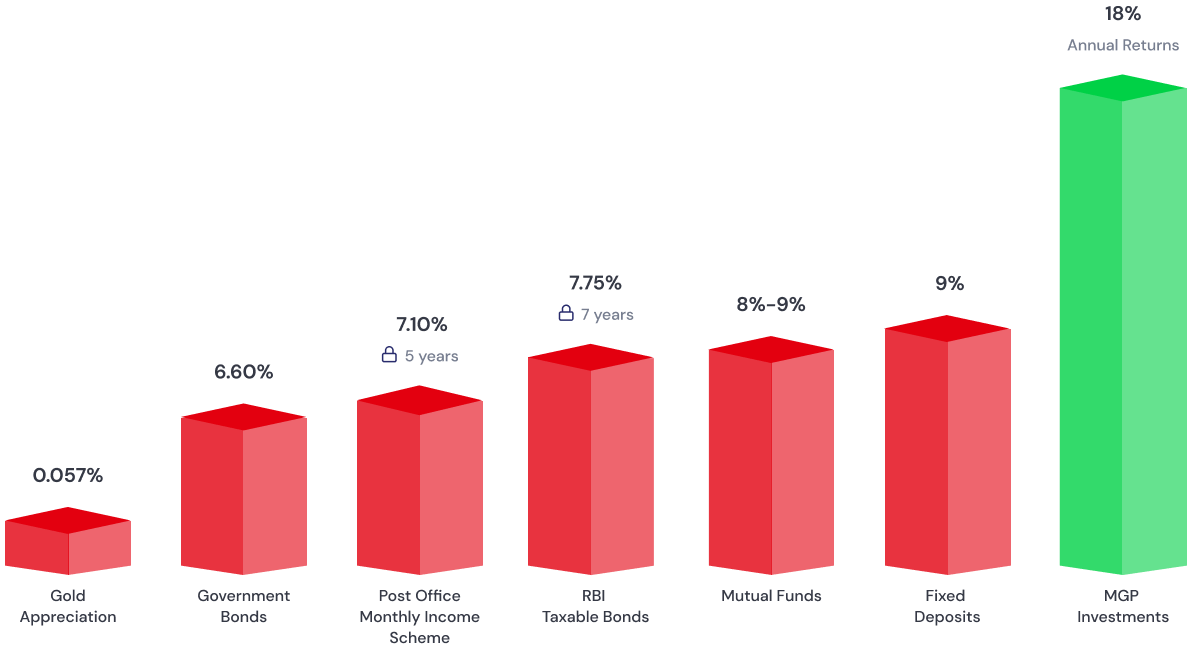 0.057%
Gold
Appreciation
6.60%
Government
Bonds
7.10%
5 years
Post Office
Monthly Income
Scheme
7.75%
7 years
RBI
Taxable Bonds
8%-9%
Mutual Funds
9%
Fixed
Deposits
18%
Annual Returns
MGP
Investments